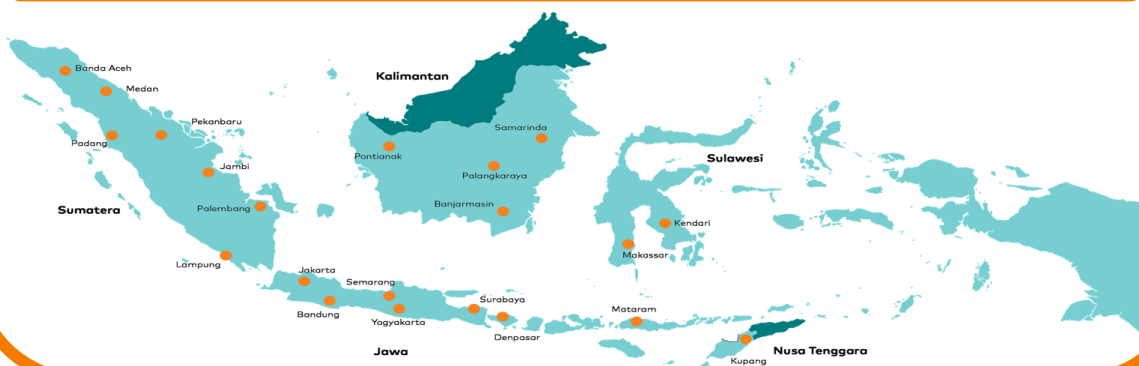 Banda Aceh
Medan
Pekanbaru
Padang
Jambi
Palembang
Sumatera
Lampung
Kalimantan
Samarinda
Pontianak
Palangkaraya
Banjarmasin
Sulawesi
Kendari
Makassar
Jakarta
Semarang
Surabaya
Bandung
Yogyakarta
Denpasar
Jawa
Mataram
Nusa Tenggara
Kupang